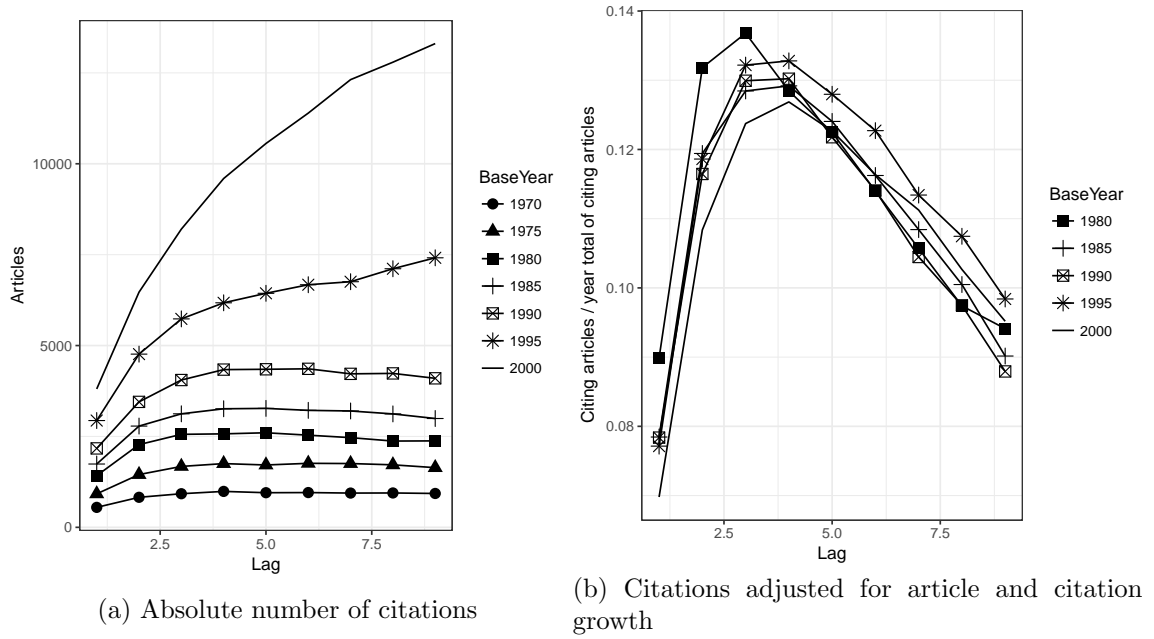 Articles
10000
5000
0
2.5 5.0 7.5
Lag
BaseYear
1970
1975
1980
1985
1990
1995
2000
(a) Absolute number of citations
Citing articles / year total of citing articles
0.14
0.12
0.10
0.08
2.5 5.0 7.5
Lag
BaseYear
1980
1985
1990
1995
2000
(b) Citations adjusted for article and citation
growth